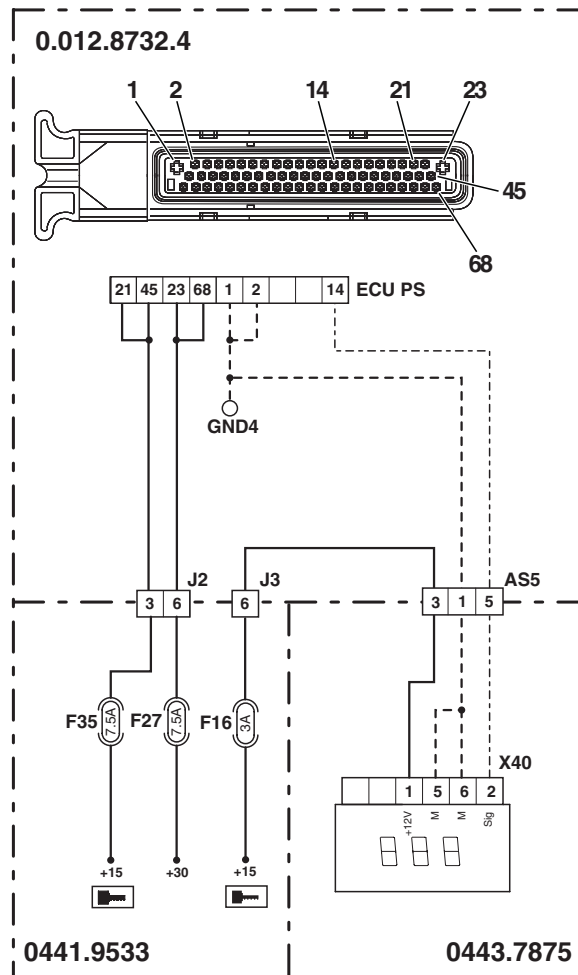 0.012.8732.4
1 2 14 21 23
45
68
21 45 23 68 1 2 14 ECU PS
GND4
J2 J3 AS5
3 6 6 3 1 5
F35 7.5A F27 7.5A F16 3A
X40
1 5 6 2
+12V M M Sig
+15 +30 +15
0441.9533 0443.7875